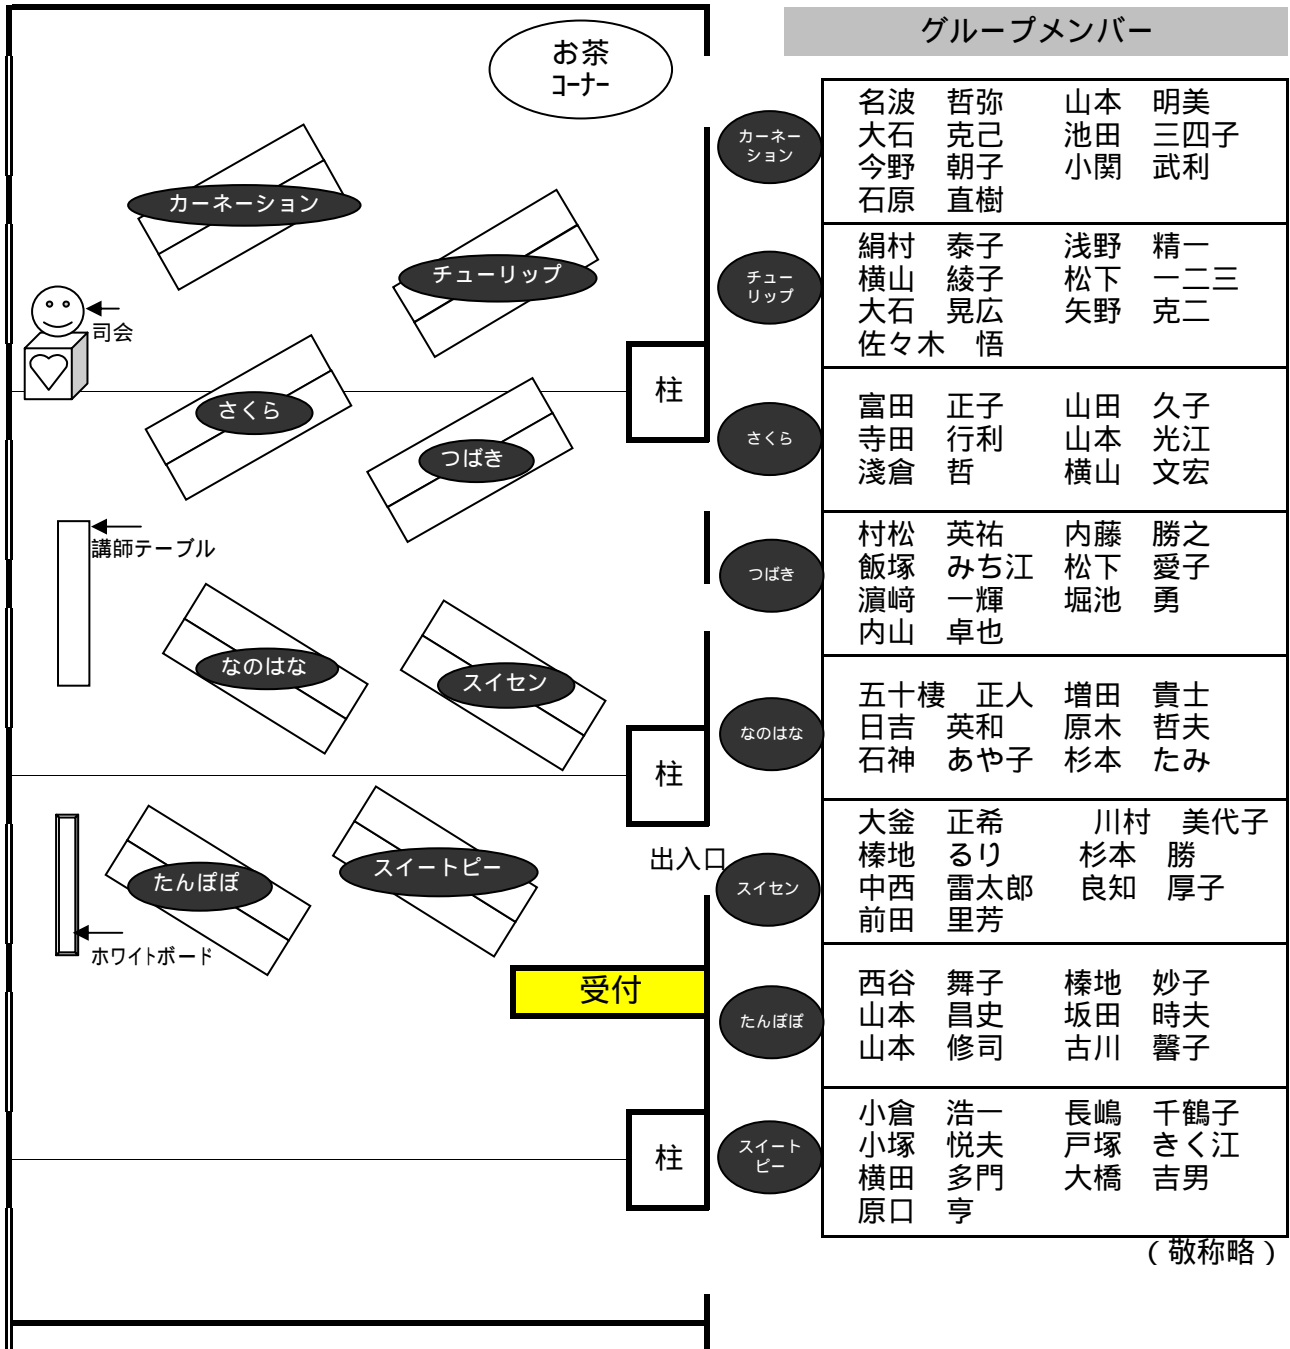 グループメンバー
お茶
コーナー
カーネーション
チューリップ
司会
柱
さくら
つばき
講師テーブル
なのはな
スイセン
柱
出入口
たんぽぽ
スイートピー
ホワイトボード
受付
柱
カーネー
ション
名波　哲弥　山本　明美
大石　克己　池田　三四子
今野　朝子　小関　武利
石原　直樹
チュー
リップ
絹村　泰子　浅野　精一
横山　綾子　松下　一二三
大石　晃広　矢野　克二
佐々木　悟
さくら
富田　正子　山田　久子
寺田　行利　山本　光江
淺倉　哲　横山　文宏
つばき
村松　英祐　内藤　勝之
飯塚　みち江　松下　愛子
濵﨑　一輝　堀池　勇
内山　卓也
なのはな
五十棲　正人　増田　貴士
日吉　英和　原木　哲夫
石神　あや子　杉本　たみ
スイセン
大釜　正希　川村　美代子
榛地　るり　杉本　勝
中西　雷太郎　良知　厚子
前田　里芳
たんぽぽ
西谷　舞子　榛地　妙子
山本　昌史　坂田　時夫
山本　修司　古川　馨子
スイート
ピー
小倉　浩一　長嶋　千鶴子
小塚　悦夫　戸塚　きく江
横田　多門　大橋　吉男
原口　亨
（敬称略）